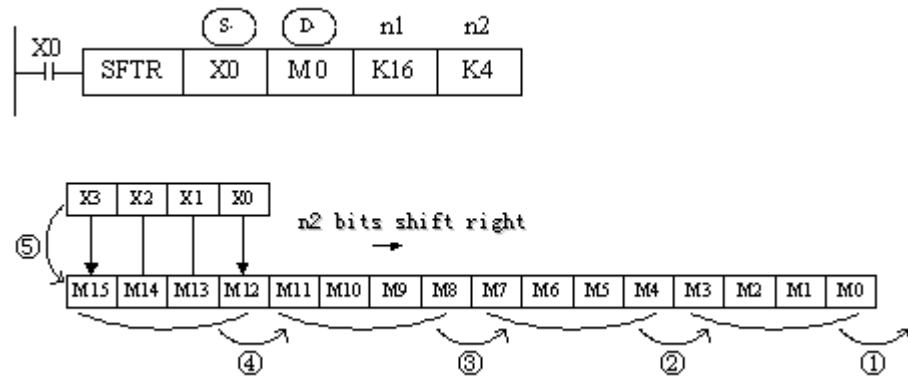 S· D· n1 n2
X0
SFTR X0 M0 K16 K4
X3 X2 X1 X0
n2 bits shift right
⑤
M15 M14 M13 M12 M11 M10 M9 M8 M7 M6 M5 M4 M3 M2 M1 M0
④ ③ ② ①